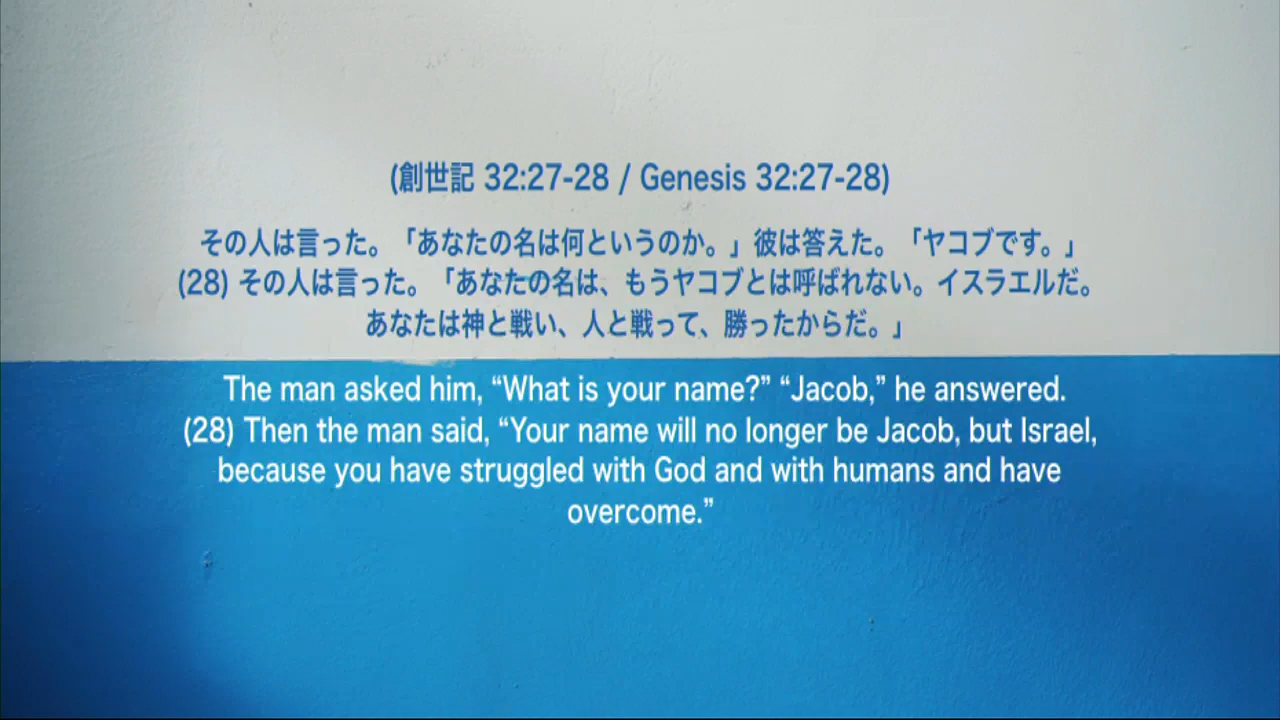 (創世記 32:27-28 / Genesis 32:27-28)
その人は言った。「あなたの名は何というのか。」彼は答えた。「ヤコブです。」
(28) その人は言った。「あなたの名は、もうヤコブとは呼ばれない。イスラエルだ。
あなたは神と戦い、人と戦って、勝ったからだ。」
The man asked him, “What is your name?” “Jacob,” he answered.
(28) Then the man said, “Your name will no longer be Jacob, but Israel,
because you have struggled with God and with humans and have
overcome.”